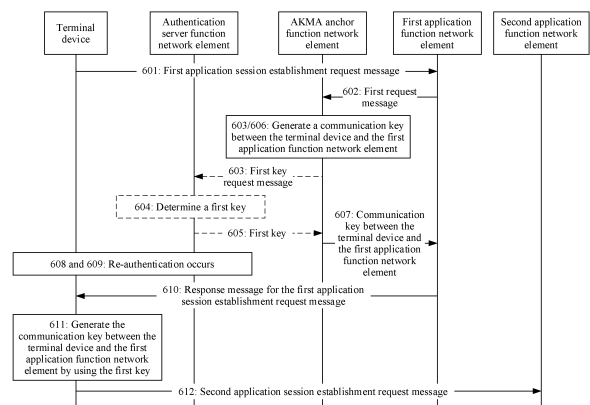 Terminal
device
Authentication
server function
network element
AKMA anchor
function network
element
First application
function network
element
Second application
function network
element
601: First application session establishment request message
602: First request
message
603/606: Generate a communication key
between the terminal device and the first
application function network element
603: First key
request message
604: Determine a first key
605: First key
607: Communication
key between the
terminal device and
the first application
function network
element
608 and 609: Re-authentication occurs
610: Response message for the first application
session establishment request message
611: Generate the
communication key between the
terminal device and the first
application function network
element by using the first key
612: Second application session establishment request message